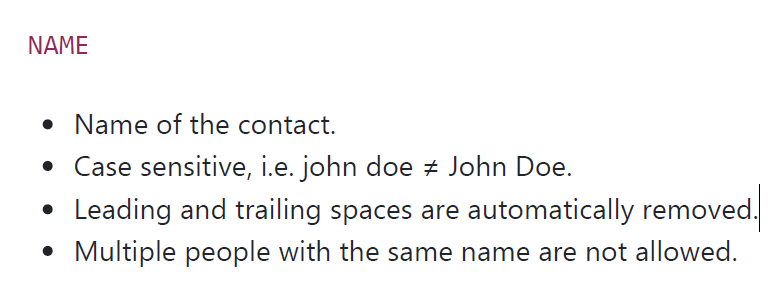 NAME
• Name of the contact.
• Case sensitive, i.e. john doe ≠ John Doe.
• Leading and trailing spaces are automatically removed.
• Multiple people with the same name are not allowed.